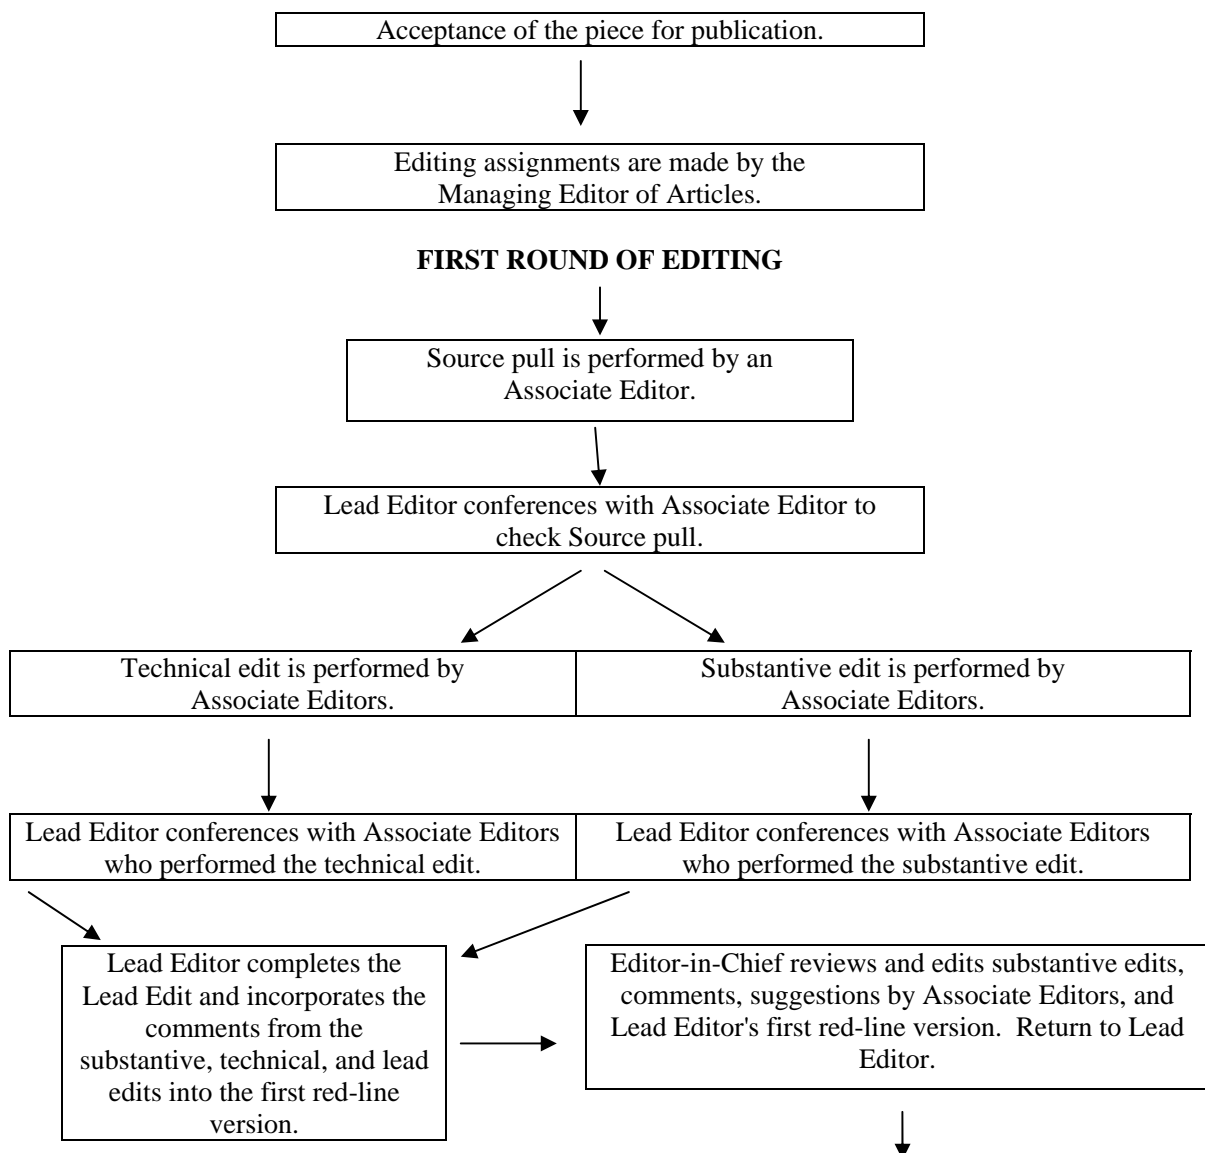 Acceptance of the piece for publication.
Editing assignments are made by the
Managing Editor of Articles.
FIRST ROUND OF EDITING
Source pull is performed by an
Associate Editor.
Lead Editor conferences with Associate Editor to
check Source pull.
Technical edit is performed by
Associate Editors.
Substantive edit is performed by
Associate Editors.
Lead Editor conferences with Associate Editors
who performed the technical edit.
Lead Editor conferences with Associate Editors
who performed the substantive edit.
Lead Editor completes the
Lead Edit and incorporates the
comments from the
substantive, technical, and lead
edits into the first red-line
version.
Editor-in-Chief reviews and edits substantive edits,
comments, suggestions by Associate Editors, and
Lead Editor's first red-line version.  Return to Lead
Editor.